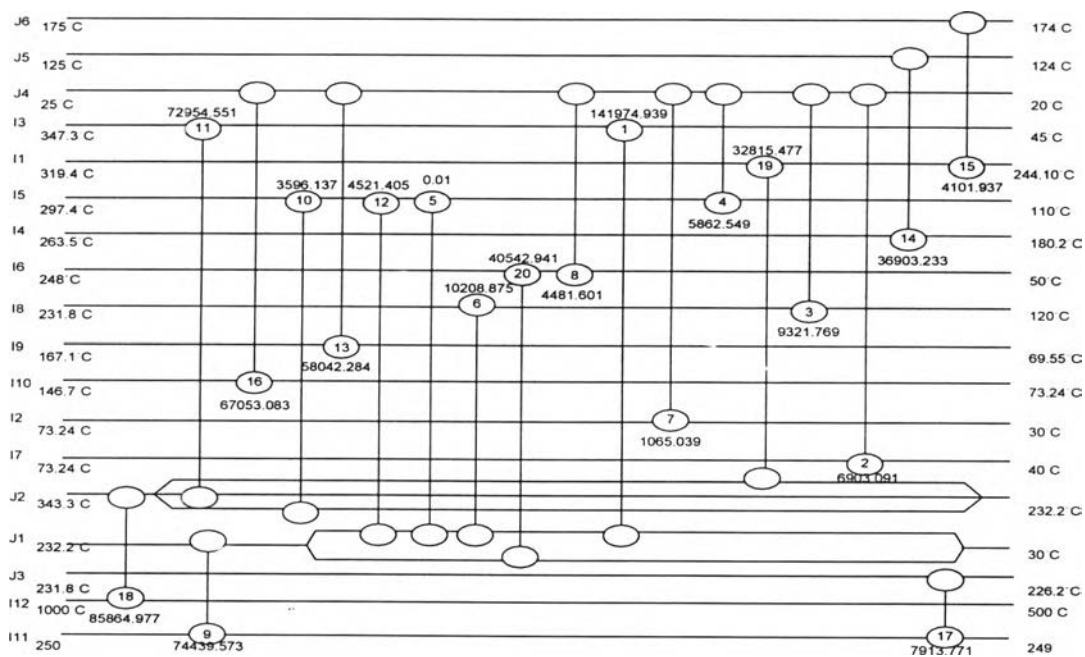 J6 175 C 174 C
J5 125 C 124 C
J4 25 C 20 C
72954.551 141974.939
I3 347.3 C 11 1 45 C
32815.477
I1 319.4 C 19 15 244.10 C
3596.137 4521.405 0.01 4101.937
I5 297.4 C 10 12 5 4 110 C
5862.549
I4 263.5 C 14 180.2 C
40542.941 36903.233
I6 248 C 20 8 50 C
10208.875 4481.601
I8 231.8 C 6 3 120 C
9321.769
I9 167.1 C 13 69.55 C
58042.284
I10 146.7 C 16 73.24 C
67053.083
I2 73.24 C 7 30 C
1065.039
I7 73.24 C 2 40 C
6903.091
J2 343.3 C 232.2 C
J1 232.2 C 30 C
J3 231.8 C 226.2 C
I12 1000 C 18 500 C
85864.977
I11 250 9 17 249
74439.573 7913.771